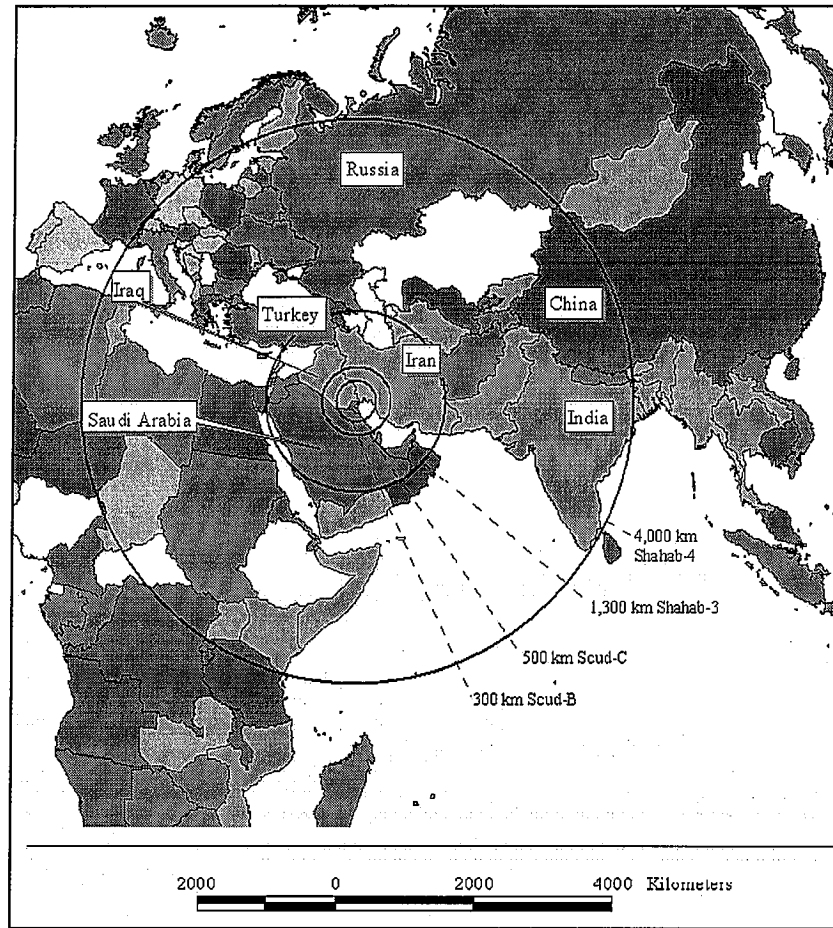 Russia
Iraq
Turkey
China
Iran
Saudi Arabia
India
4,000 km
Shahab-4
1,300 km Shahab-3
500 km Scud-C
300 km Scud-B
2000 0 2000 4000 Kilometers